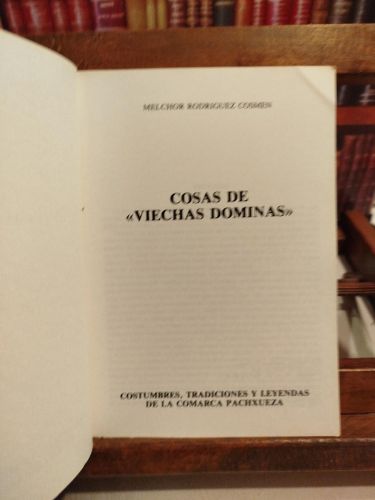 MELCHOR RODRIGUEZ COSMEN
COSAS DE
«VIECHAS DOMINAS»
COSTUMBRES, TRADICIONES Y LEYENDAS
DE LA COMARCA PACHXUEZA